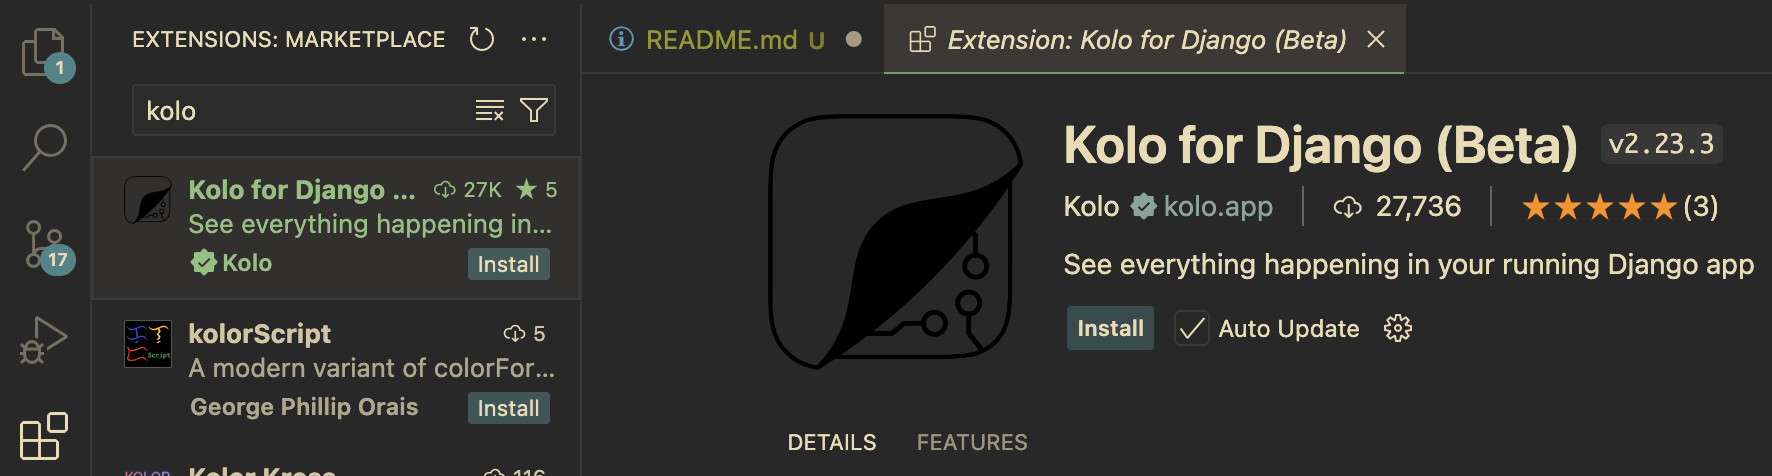 EXTENSIONS: MARKETPLACE
kolo
Kolo for Django ... 27K ★ 5
See everything happening in...
Kolo Install
kolorScript 5
A modern variant of colorFor...
George Phillip Orais Install
Kolor Kross 116
1
17
README.md U
Extension: Kolo for Django (Beta)
Kolo for Django (Beta) v2.23.3
Kolo kolo.app 27,736 ★★★★★(3)
See everything happening in your running Django app
Install Auto Update
DETAILS FEATURES